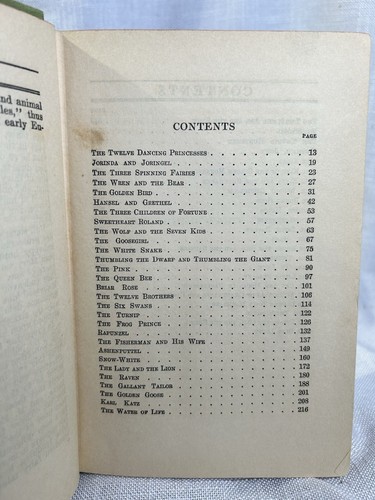 nd animal
les," thus
early Eu-
CONTENTS
PAGE
The Twelve Dancing Princesses 13
Jorinda and Joringel 19
The Three Spinning Fairies 23
The Wren and the Bear 27
The Golden Bird 31
Hansel and Grethel 42
The Three Children of Fortune 53
Sweetheart Roland 57
The Wolf and the Seven Kids 63
The Goosegirl 67
The White Snake 75
Thumbling the Dwarf and Thumbling the Giant 81
The Pink 90
The Queen Bee 97
Briar Rose 101
The Twelve Brothers 106
The Six Swans 114
The Turnip 122
The Frog Prince 126
Rapunzel 132
The Fisherman and His Wife 137
Ashenputtel 149
Snow-White 160
The Lady and the Lion 172
The Raven 180
The Gallant Tailor 188
The Golden Goose 201
Karl Katz 208
The Water of Life 216